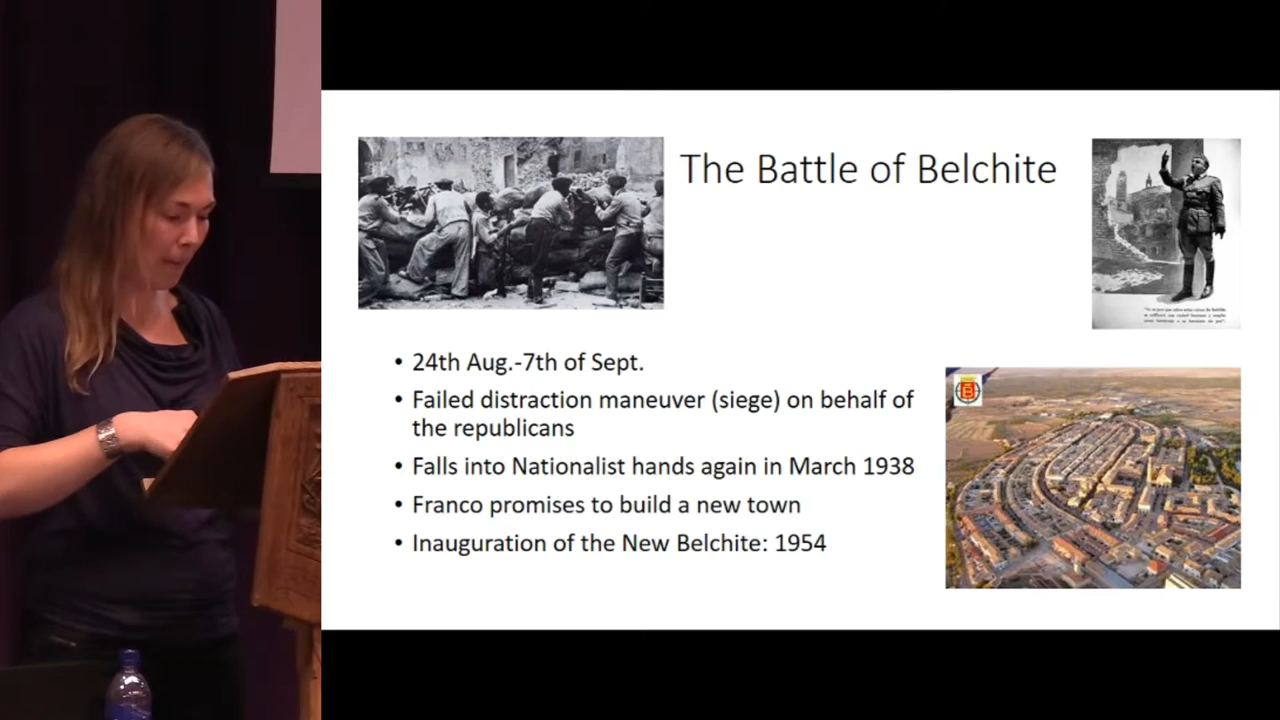 The Battle of Belchite
• 24th Aug.-7th of Sept.
• Failed distraction maneuver (siege) on behalf of
the republicans
• Falls into Nationalist hands again in March 1938
• Franco promises to build a new town
• Inauguration of the New Belchite: 1954